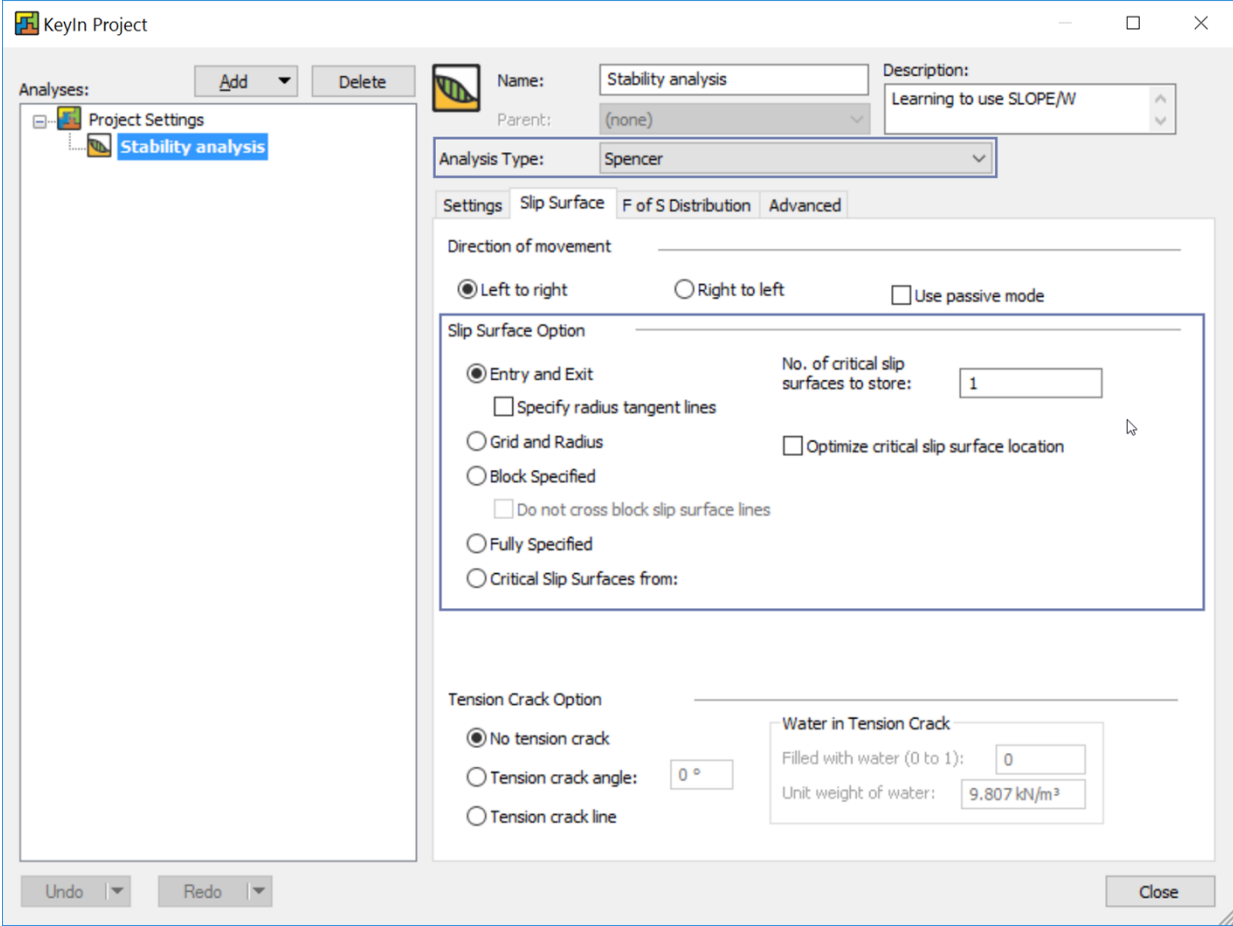 KeyIn Project
Analyses:
Add
Delete
Project Settings
Stability analysis
Name:
Stability analysis
Parent:
(none)
Description:
Learning to use SLOPE/W
Analysis Type:
Spencer
Settings
Slip Surface
F of S Distribution
Advanced
Direction of movement
Left to right
Right to left
Use passive mode
Slip Surface Option
Entry and Exit
Specify radius tangent lines
Grid and Radius
Block Specified
Do not cross block slip surface lines
Fully Specified
Critical Slip Surfaces from:
No. of critical slip
surfaces to store:
1
Optimize critical slip surface location
Tension Crack Option
No tension crack
Tension crack angle:
0 °
Tension crack line
Water in Tension Crack
Filled with water (0 to 1):
0
Unit weight of water:
9.807 kN/m³
Undo
Redo
Close